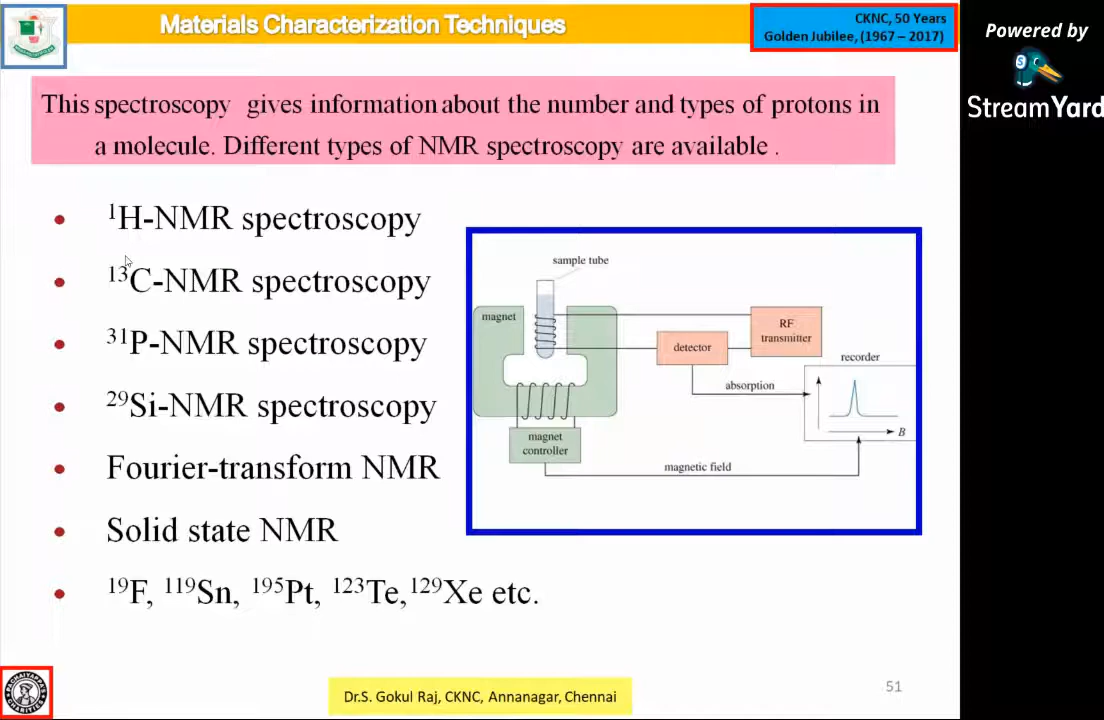 Materials Characterization Techniques
CKNC, 50 Years
Golden Jubilee, (1967 – 2017)
Powered by
StreamYard
This spectroscopy gives information about the number and types of protons in
a molecule. Different types of NMR spectroscopy are available .
• ¹H-NMR spectroscopy
• ¹³C-NMR spectroscopy
• ³¹P-NMR spectroscopy
• ²⁹Si-NMR spectroscopy
• Fourier-transform NMR
• Solid state NMR
• ¹⁹F, ¹¹⁹Sn, ¹⁹⁵Pt, ¹²³Te,¹²⁹Xe etc.
sample tube
magnet
RF
transmitter
detector
recorder
absorption
B
magnet
controller
magnetic field
Dr.S. Gokul Raj, CKNC, Annanagar, Chennai
51
PACHAIYAPPA'S
CHARITIES